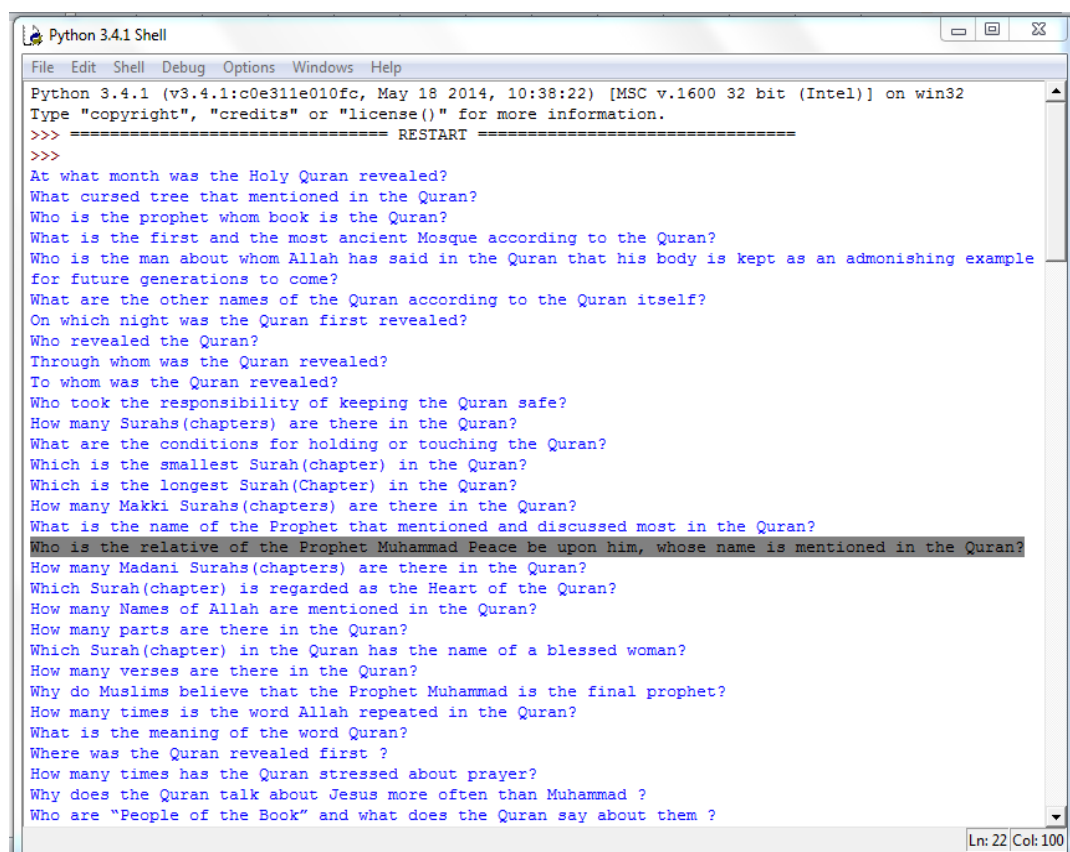 Python 3.4.1 Shell
File Edit Shell Debug Options Windows Help
Python 3.4.1 (v3.4.1:c0e311e010fc, May 18 2014, 10:38:22) [MSC v.1600 32 bit (Intel)] on win32
Type "copyright", "credits" or "license()" for more information.
>>> ================================ RESTART ================================
>>>
At what month was the Holy Quran revealed?
What cursed tree that mentioned in the Quran?
Who is the prophet whom book is the Quran?
What is the first and the most ancient Mosque according to the Quran?
Who is the man about whom Allah has said in the Quran that his body is kept as an admonishing example
for future generations to come?
What are the other names of the Quran according to the Quran itself?
On which night was the Quran first revealed?
Who revealed the Quran?
Through whom was the Quran revealed?
To whom was the Quran revealed?
Who took the responsibility of keeping the Quran safe?
How many Surahs(chapters) are there in the Quran?
What are the conditions for holding or touching the Quran?
Which is the smallest Surah(chapter) in the Quran?
Which is the longest Surah(Chapter) in the Quran?
How many Makki Surahs(chapters) are there in the Quran?
What is the name of the Prophet that mentioned and discussed most in the Quran?
Who is the relative of the Prophet Muhammad Peace be upon him, whose name is mentioned in the Quran?
How many Madani Surahs(chapters) are there in the Quran?
Which Surah(chapter) is regarded as the Heart of the Quran?
How many Names of Allah are mentioned in the Quran?
How many parts are there in the Quran?
Which Surah(chapter) in the Quran has the name of a blessed woman?
How many verses are there in the Quran?
Why do Muslims believe that the Prophet Muhammad is the final prophet?
How many times is the word Allah repeated in the Quran?
What is the meaning of the word Quran?
Where was the Quran revealed first ?
How many times has the Quran stressed about prayer?
Why does the Quran talk about Jesus more often than Muhammad ?
Who are “People of the Book” and what does the Quran say about them ?
Ln: 22 Col: 100